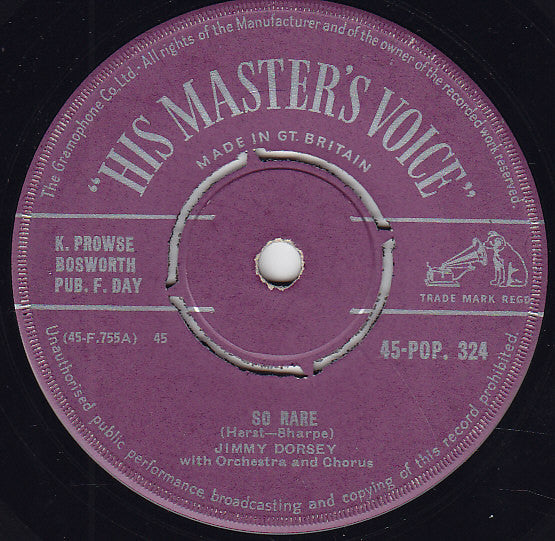 The Gramophone Co. Ltd. · All rights of the Manufacturer and of the owner of the recorded work reserved.
"HIS MASTER'S VOICE"
MADE IN GT. BRITAIN
K. PROWSE
BOSWORTH
PUB. F. DAY
TRADE MARK REGD
(45-F.755A) 45
45-POP. 324
SO RARE
(Herst—Sharpe)
JIMMY DORSEY
with Orchestra and Chorus
Unauthorised public performance, broadcasting and copying of this record prohibited.